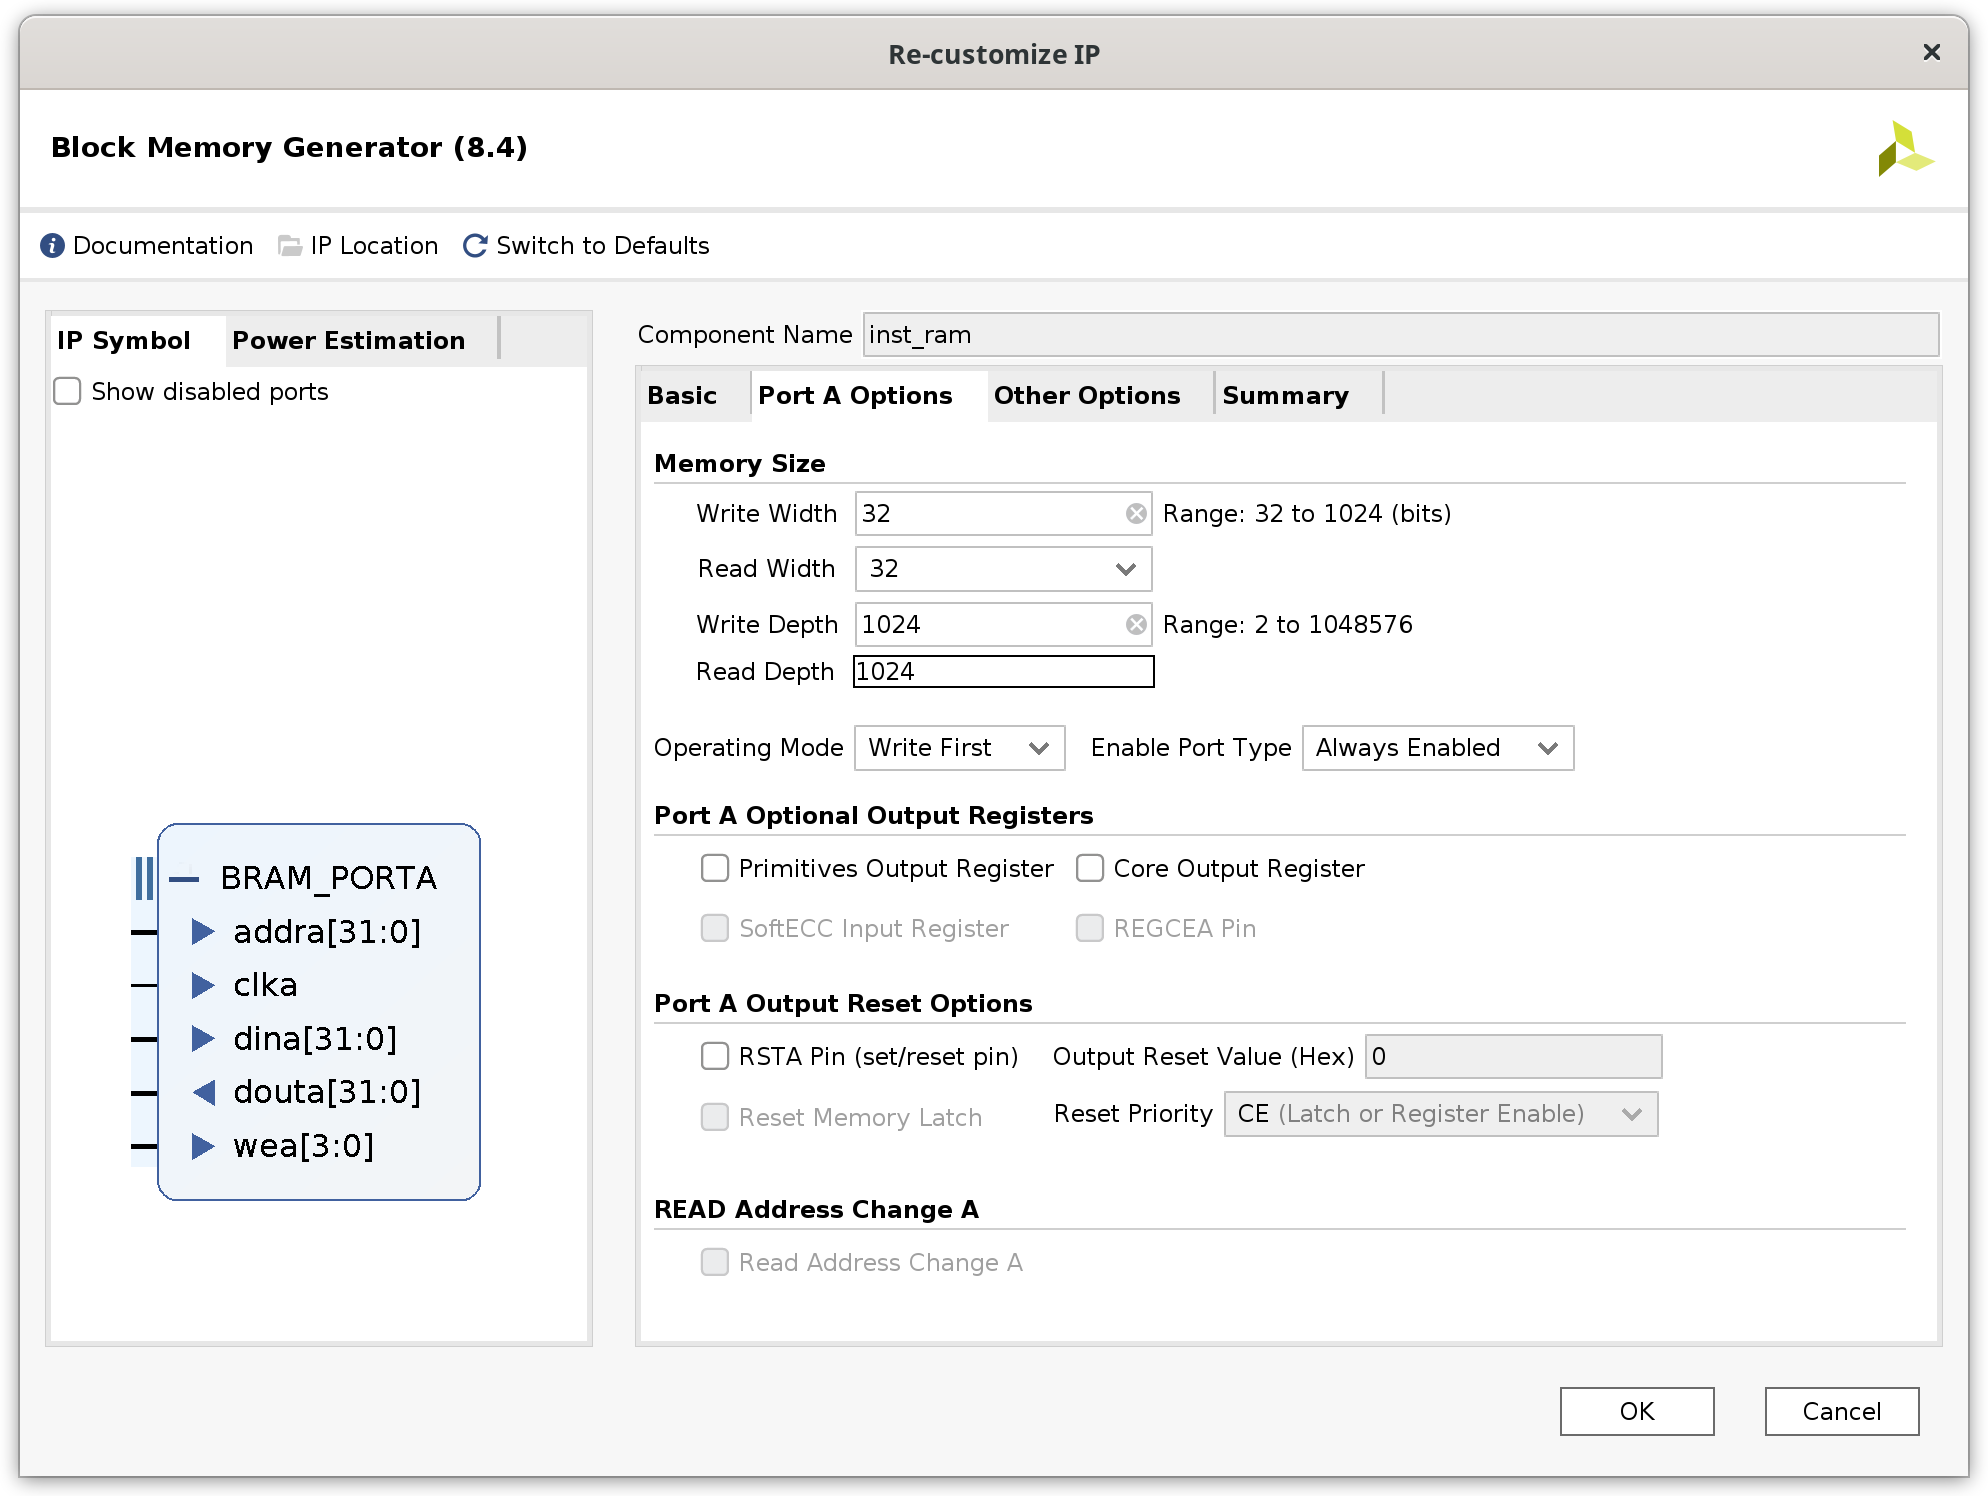 Re-customize IP
Block Memory Generator (8.4)
Documentation IP Location Switch to Defaults
IP Symbol Power Estimation
Show disabled ports
BRAM_PORTA
addra[31:0]
clka
dina[31:0]
douta[31:0]
wea[3:0]
Component Name inst_ram
Basic Port A Options Other Options Summary
Memory Size
Write Width 32 Range: 32 to 1024 (bits)
Read Width 32
Write Depth 1024 Range: 2 to 1048576
Read Depth 1024
Operating Mode Write First Enable Port Type Always Enabled
Port A Optional Output Registers
Primitives Output Register Core Output Register
SoftECC Input Register REGCEA Pin
Port A Output Reset Options
RSTA Pin (set/reset pin) Output Reset Value (Hex) 0
Reset Memory Latch Reset Priority CE (Latch or Register Enable)
READ Address Change A
Read Address Change A
OK Cancel